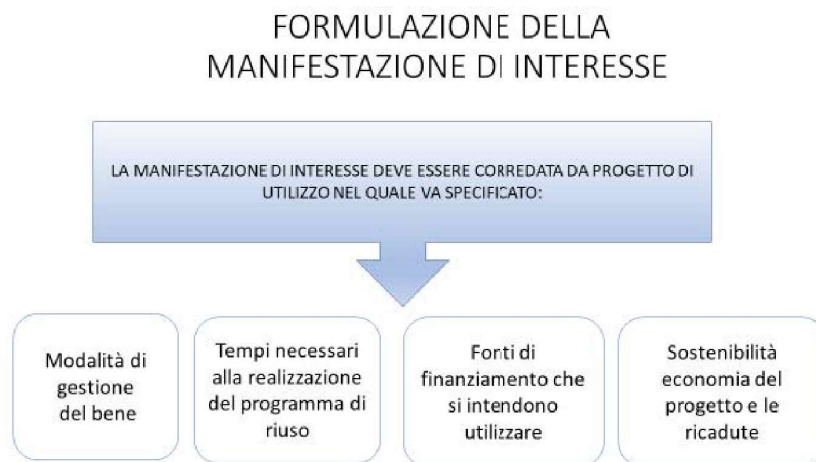 FORMULAZIONE DELLA
MANIFESTAZIONE DI INTERESSE
LA MANIFESTAZIONE DI INTERESSE DEVE ESSERE CORREDATA DA PROGETTO DI
UTILIZZO NEL QUALE VA SPECIFICATO:
Modalità di
gestione
del bene
Tempi necessari
alla realizzazione
del programma di
riuso
Fonti di
finanziamento che
si intendono
utilizzare
Sostenibilità
economia del
progetto e le
ricadute